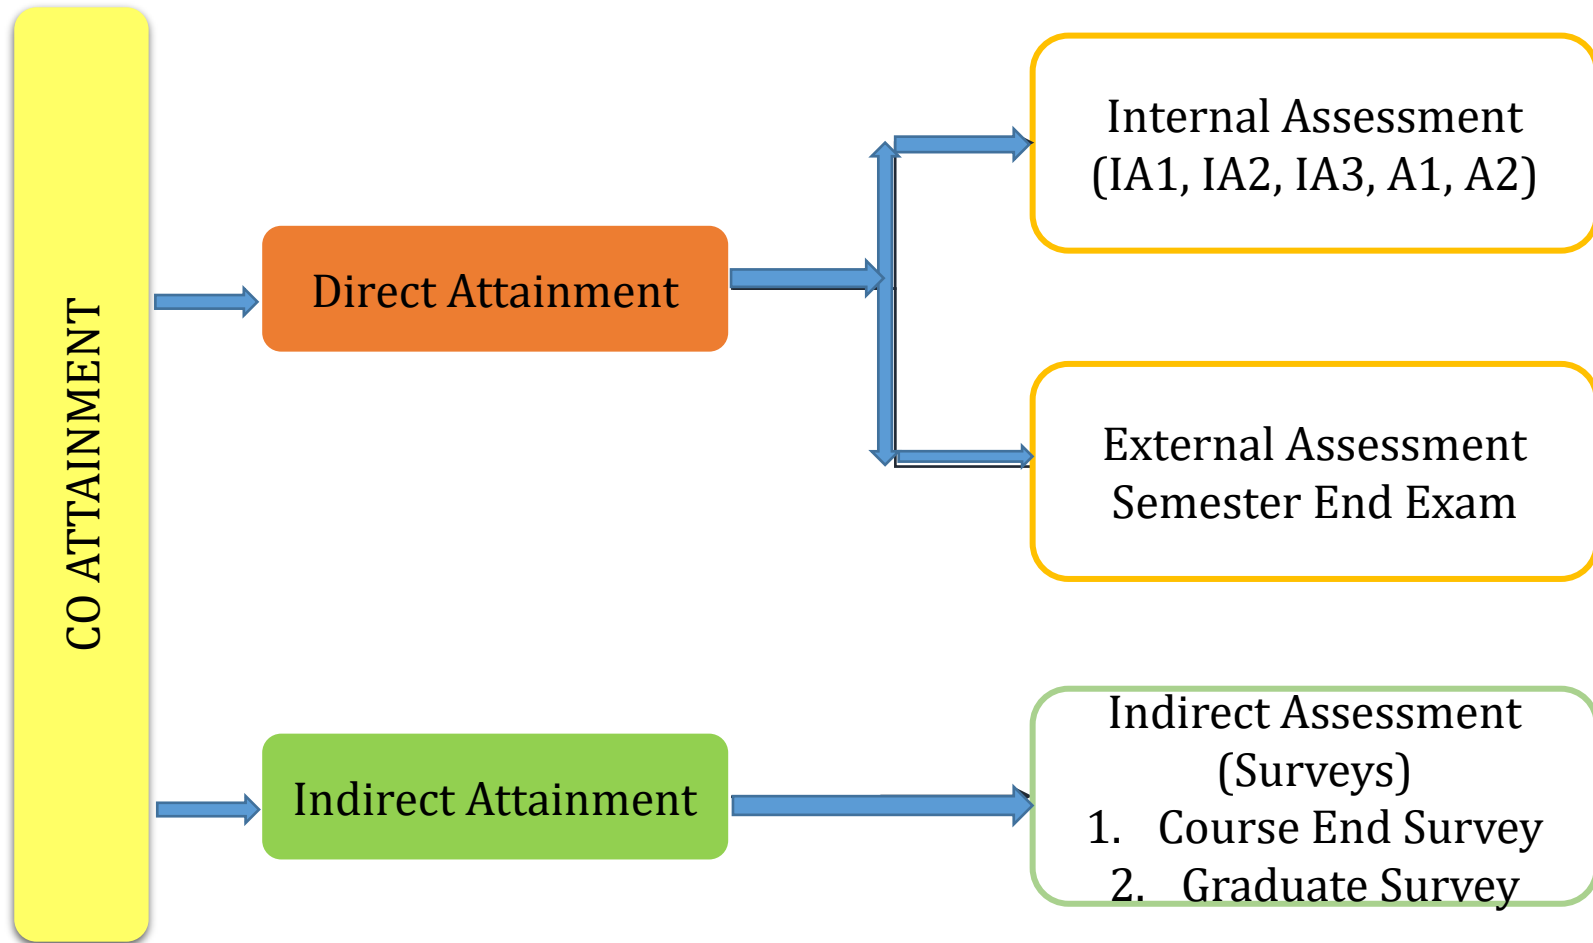 CO ATTAINMENT
Direct Attainment
Internal Assessment
(IA1, IA2, IA3, A1, A2)
External Assessment
Semester End Exam
Indirect Attainment
Indirect Assessment
(Surveys)
1. Course End Survey
2. Graduate Survey